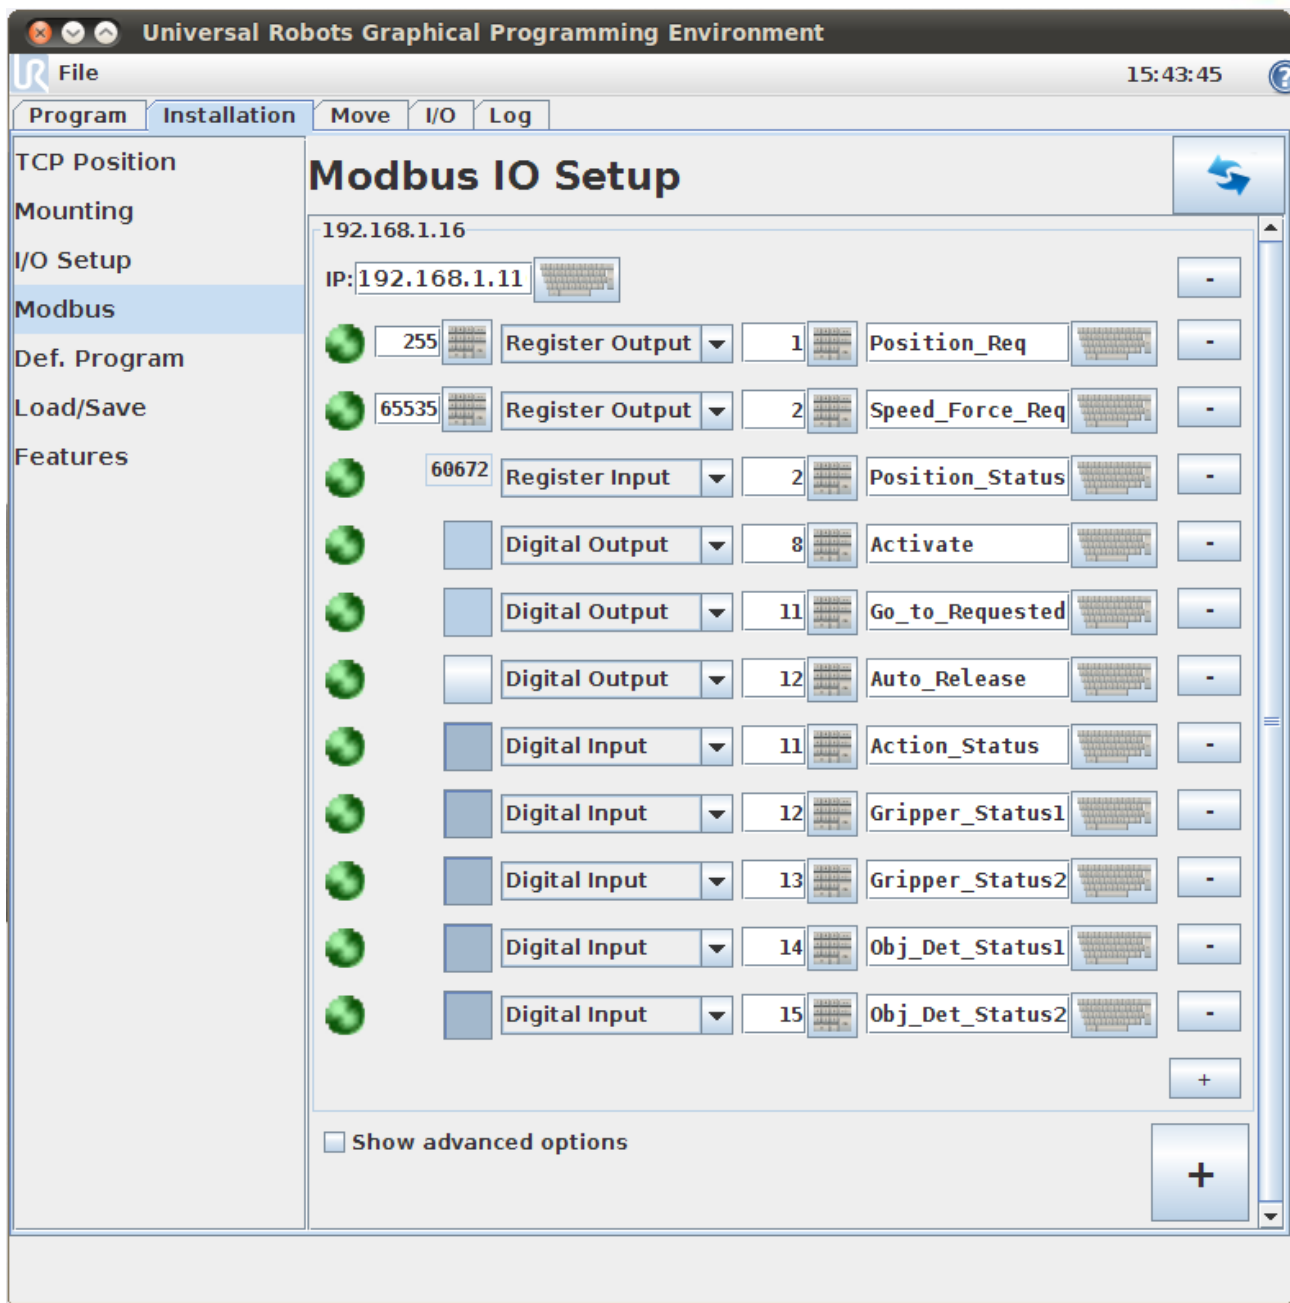 Universal Robots Graphical Programming Environment
UR File 15:43:45 ?
Program Installation Move I/O Log
TCP Position
Mounting
I/O Setup
Modbus
Def. Program
Load/Save
Features
Modbus IO Setup
192.168.1.16
IP: 192.168.1.11 -
255 Register Output 1 Position_Req -
65535 Register Output 2 Speed_Force_Req -
60672 Register Input 2 Position_Status -
Digital Output 8 Activate -
Digital Output 11 Go_to_Requested -
Digital Output 12 Auto_Release -
Digital Input 11 Action_Status -
Digital Input 12 Gripper_Status1 -
Digital Input 13 Gripper_Status2 -
Digital Input 14 Obj_Det_Status1 -
Digital Input 15 Obj_Det_Status2 -
+
Show advanced options
+